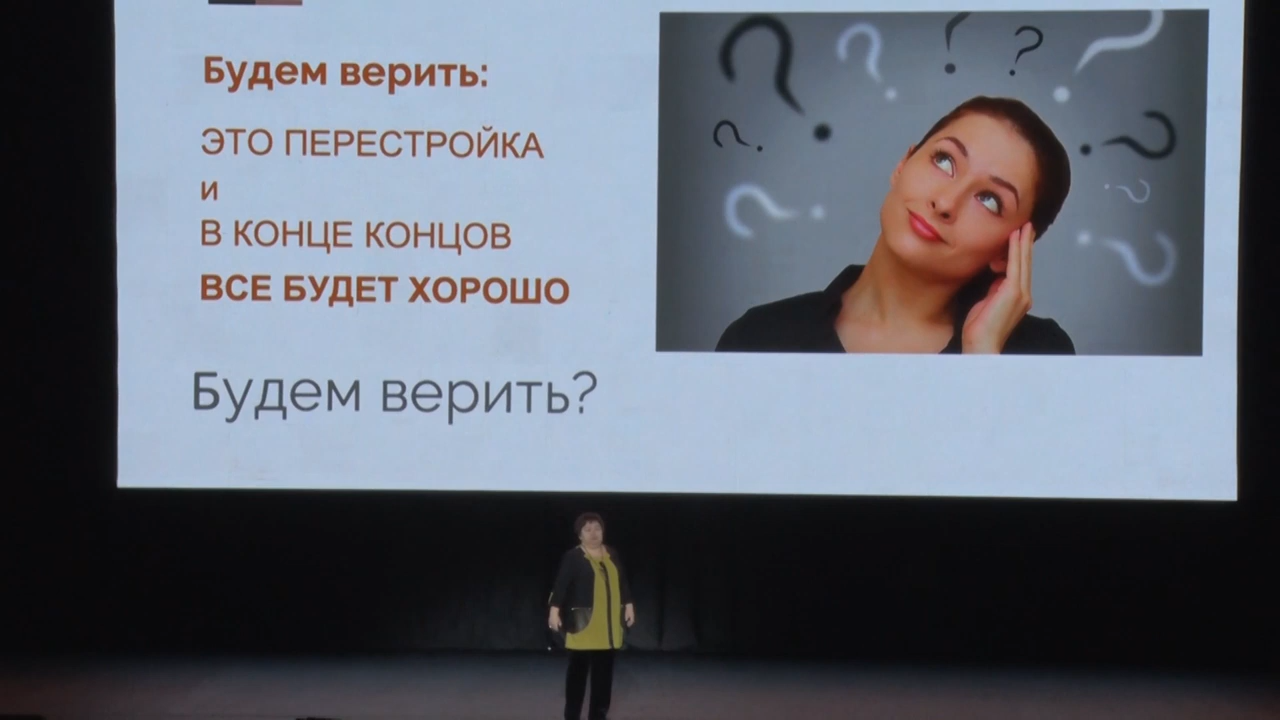 Будем верить:
ЭТО ПЕРЕСТРОЙКА
и
В КОНЦЕ КОНЦОВ
ВСЕ БУДЕТ ХОРОШО
Будем верить?